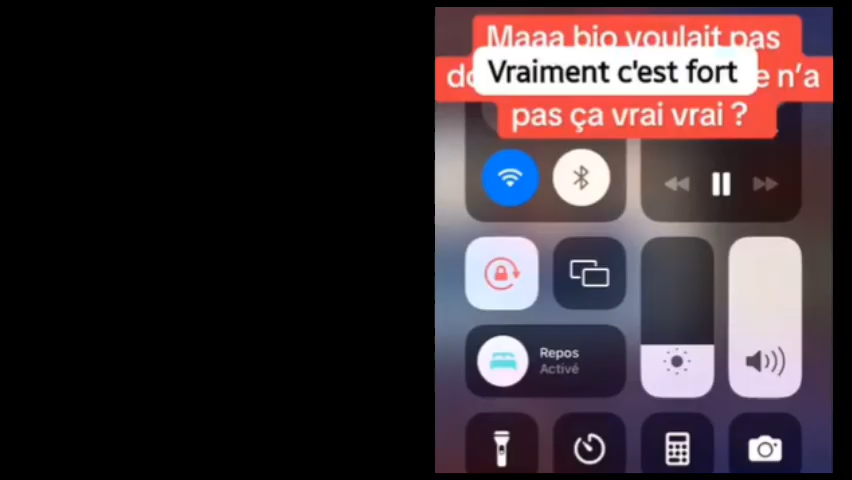 Maaa bio voulait pas
Vraiment c'est fort
n'a
pas ça vrai vrai ?
Repos
Activé